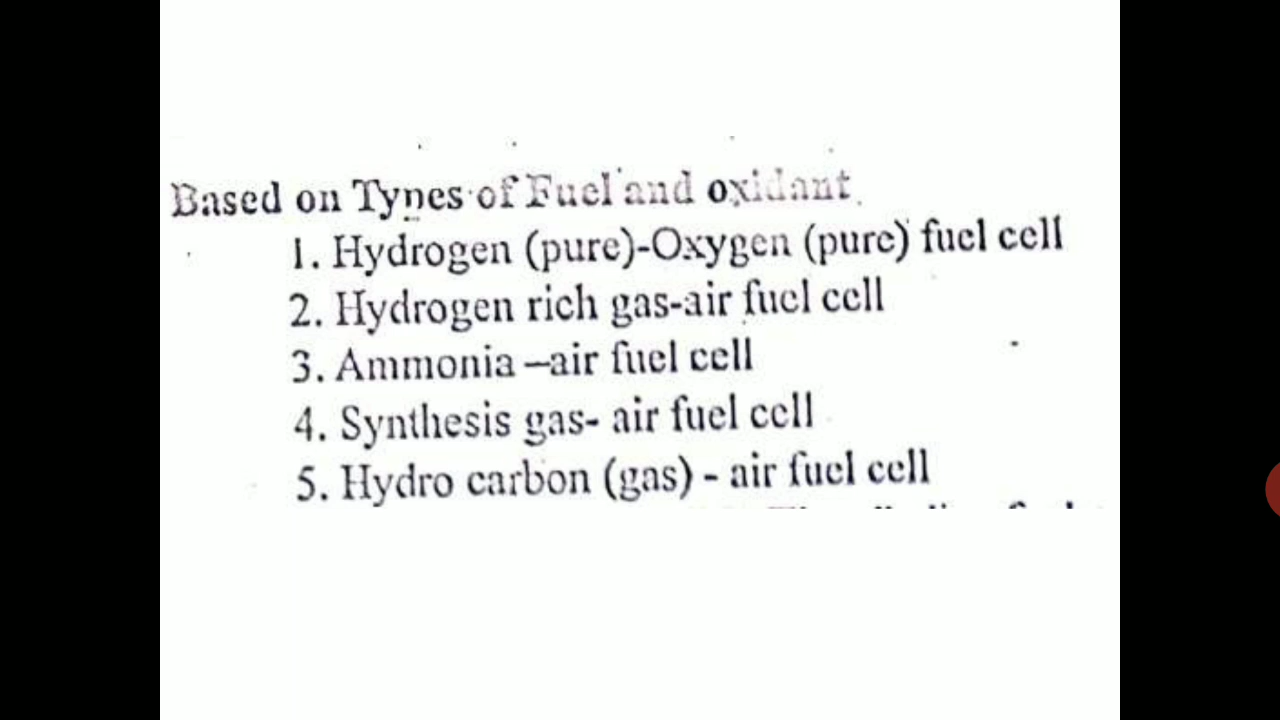 Based on Types of Fuel and oxidant
1. Hydrogen (pure)-Oxygen (pure) fuel cell
2. Hydrogen rich gas-air fuel cell
3. Ammonia –air fuel cell
4. Synthesis gas- air fuel cell
5. Hydro carbon (gas) - air fuel cell